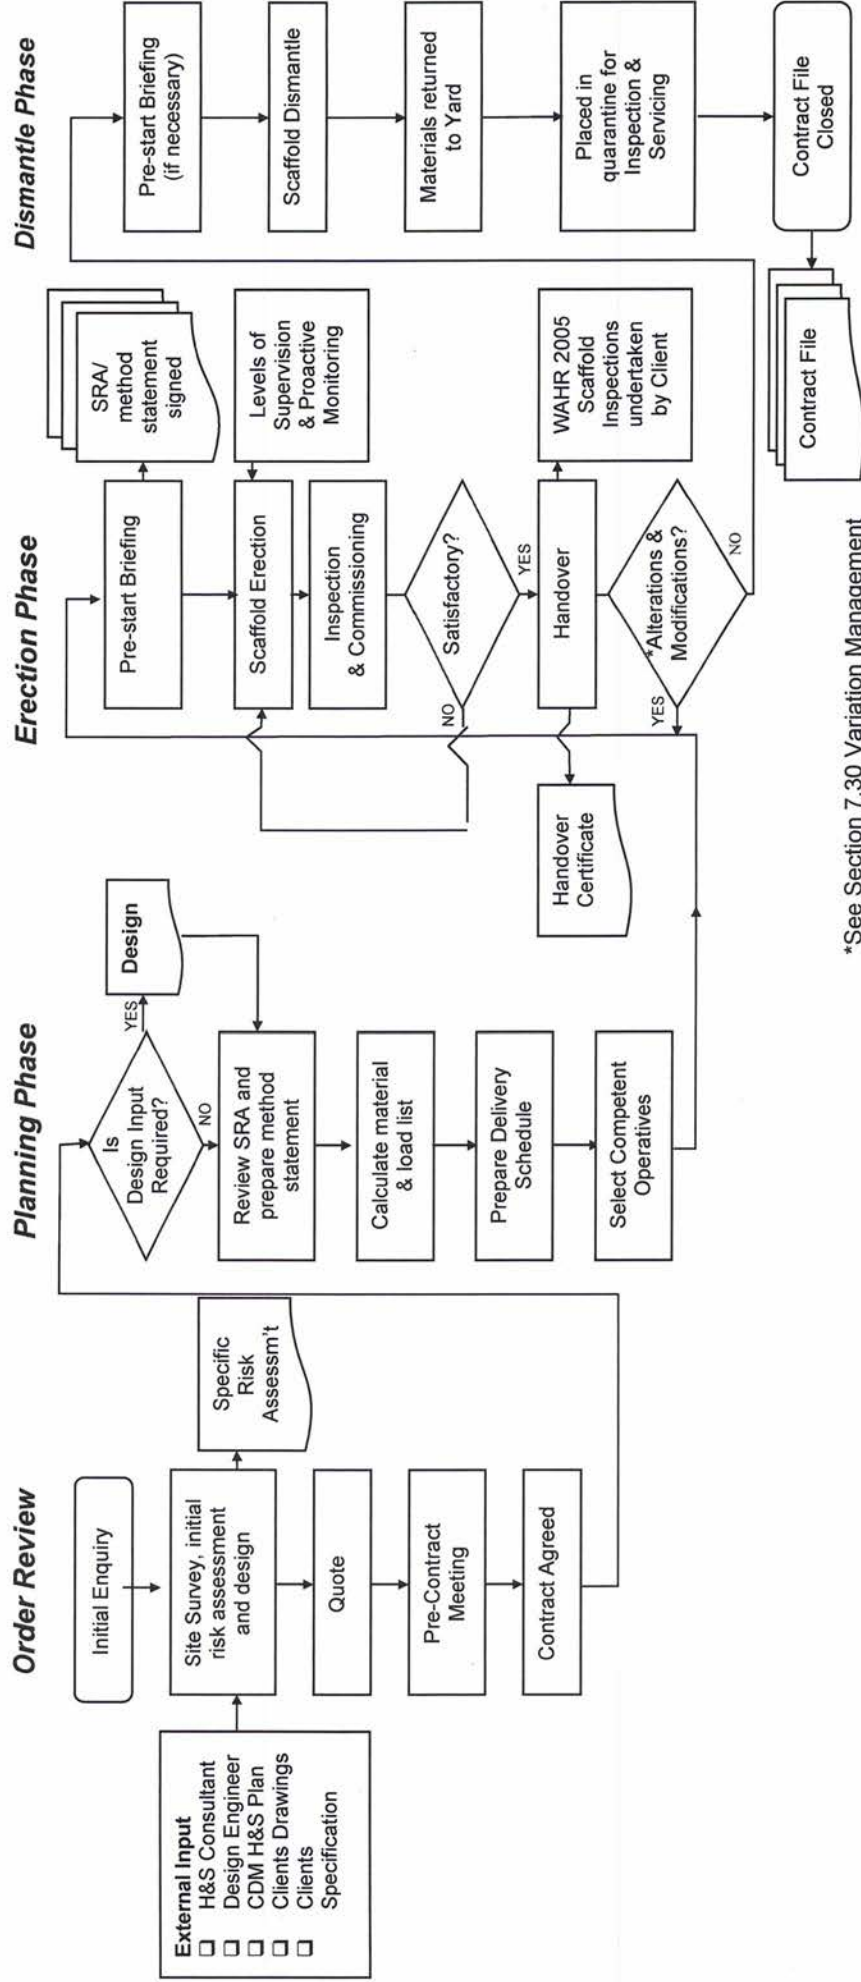 Order Review
Initial Enquiry
External Input
❑ H&S Consultant
❑ Design Engineer
❑ CDM H&S Plan
❑ Clients Drawings
❑ Clients
Specification
Site Survey, initial
risk assessment
and design
Specific
Risk
Assessm't
Quote
Pre-Contract
Meeting
Contract Agreed
Planning Phase
Is
Design Input
Required?
YES
Design
NO
Review SRA and
prepare method
statement
Calculate material
& load list
Prepare Delivery
Schedule
Select Competent
Operatives
Erection Phase
Pre-start Briefing
SRA/
method
statement
signed
Scaffold Erection
Levels of
Supervision
& Proactive
Monitoring
Inspection
& Commissioning
Satisfactory?
NO
YES
Handover
Handover
Certificate
WAHR 2005
Scaffold
Inspections
undertaken
by Client
*Alterations &
Modifications?
YES
NO
*See Section 7.30 Variation Management
Dismantle Phase
Pre-start Briefing
(if necessary)
Scaffold Dismantle
Materials returned
to Yard
Placed in
quarantine for
Inspection &
Servicing
Contract File
Closed
Contract File